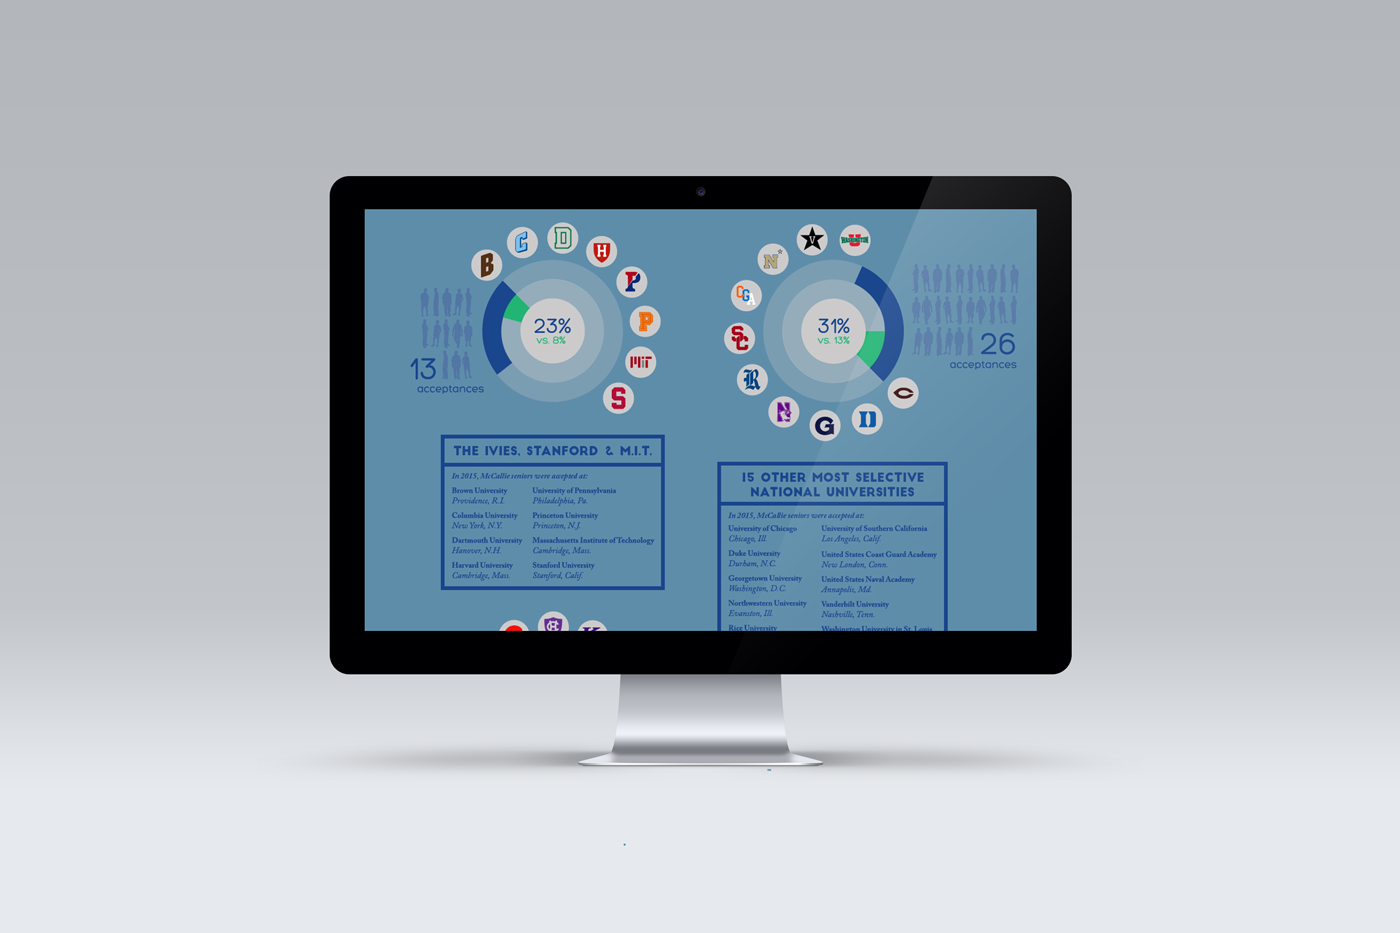 B
C
D
H
P
P
MIT
S
23%
vs. 8%
13
acceptances
THE IVIES, STANFORD & M.I.T.
In 2015, McCallie seniors were accepted at:
Brown University
Providence, R.I.
Columbia University
New York, N.Y.
Dartmouth University
Hanover, N.H.
Harvard University
Cambridge, Mass.
University of Pennsylvania
Philadelphia, Pa.
Princeton University
Princeton, N.J.
Massachusetts Institute of Technology
Cambridge, Mass.
Stanford University
Stanford, Calif.
V
WASHINGTON
N
CGA
SC
R
N
G
D
C
31%
vs. 13%
26
acceptances
15 OTHER MOST SELECTIVE
NATIONAL UNIVERSITIES
In 2015, McCallie seniors were accepted at:
University of Chicago
Chicago, Ill.
Duke University
Durham, N.C.
Georgetown University
Washington, D.C.
Northwestern University
Evanston, Ill.
Rice University
University of Southern California
Los Angeles, Calif.
United States Coast Guard Academy
New London, Conn.
United States Naval Academy
Annapolis, Md.
Vanderbilt University
Nashville, Tenn.
Washington University in St. Louis